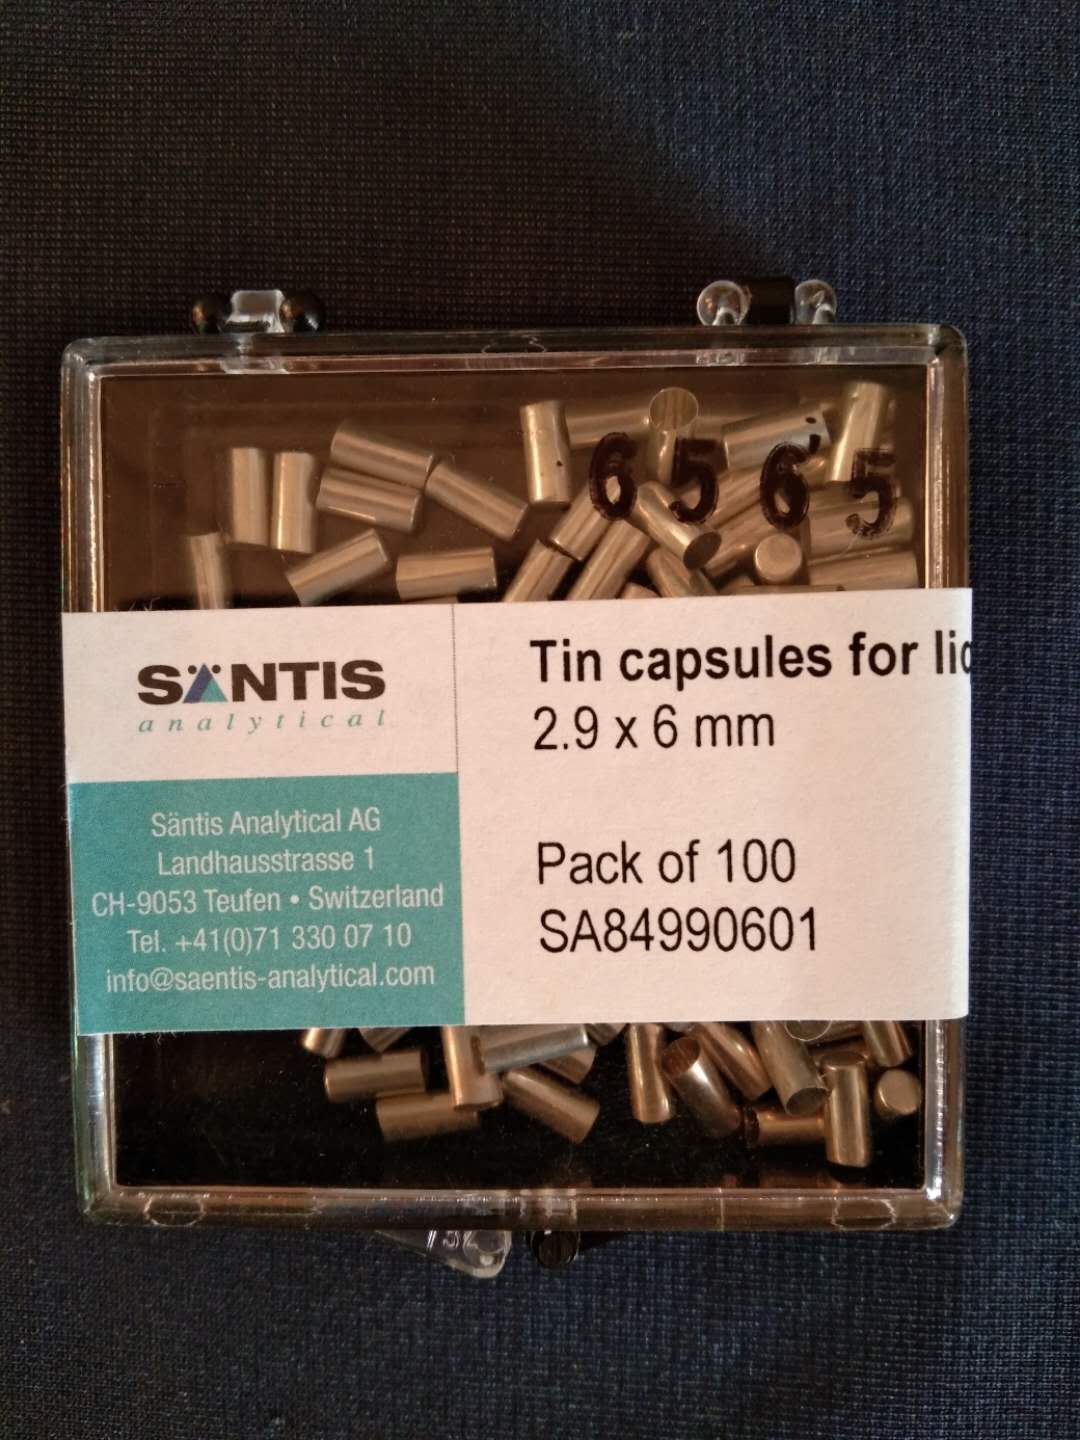 6 5 6 5
SÄNTIS
analytical
Säntis Analytical AG
Landhausstrasse 1
CH-9053 Teufen • Switzerland
Tel. +41(0)71 330 07 10
info@saentis-analytical.com
Tin capsules for
2.9 x 6 mm
Pack of 100
SA84990601